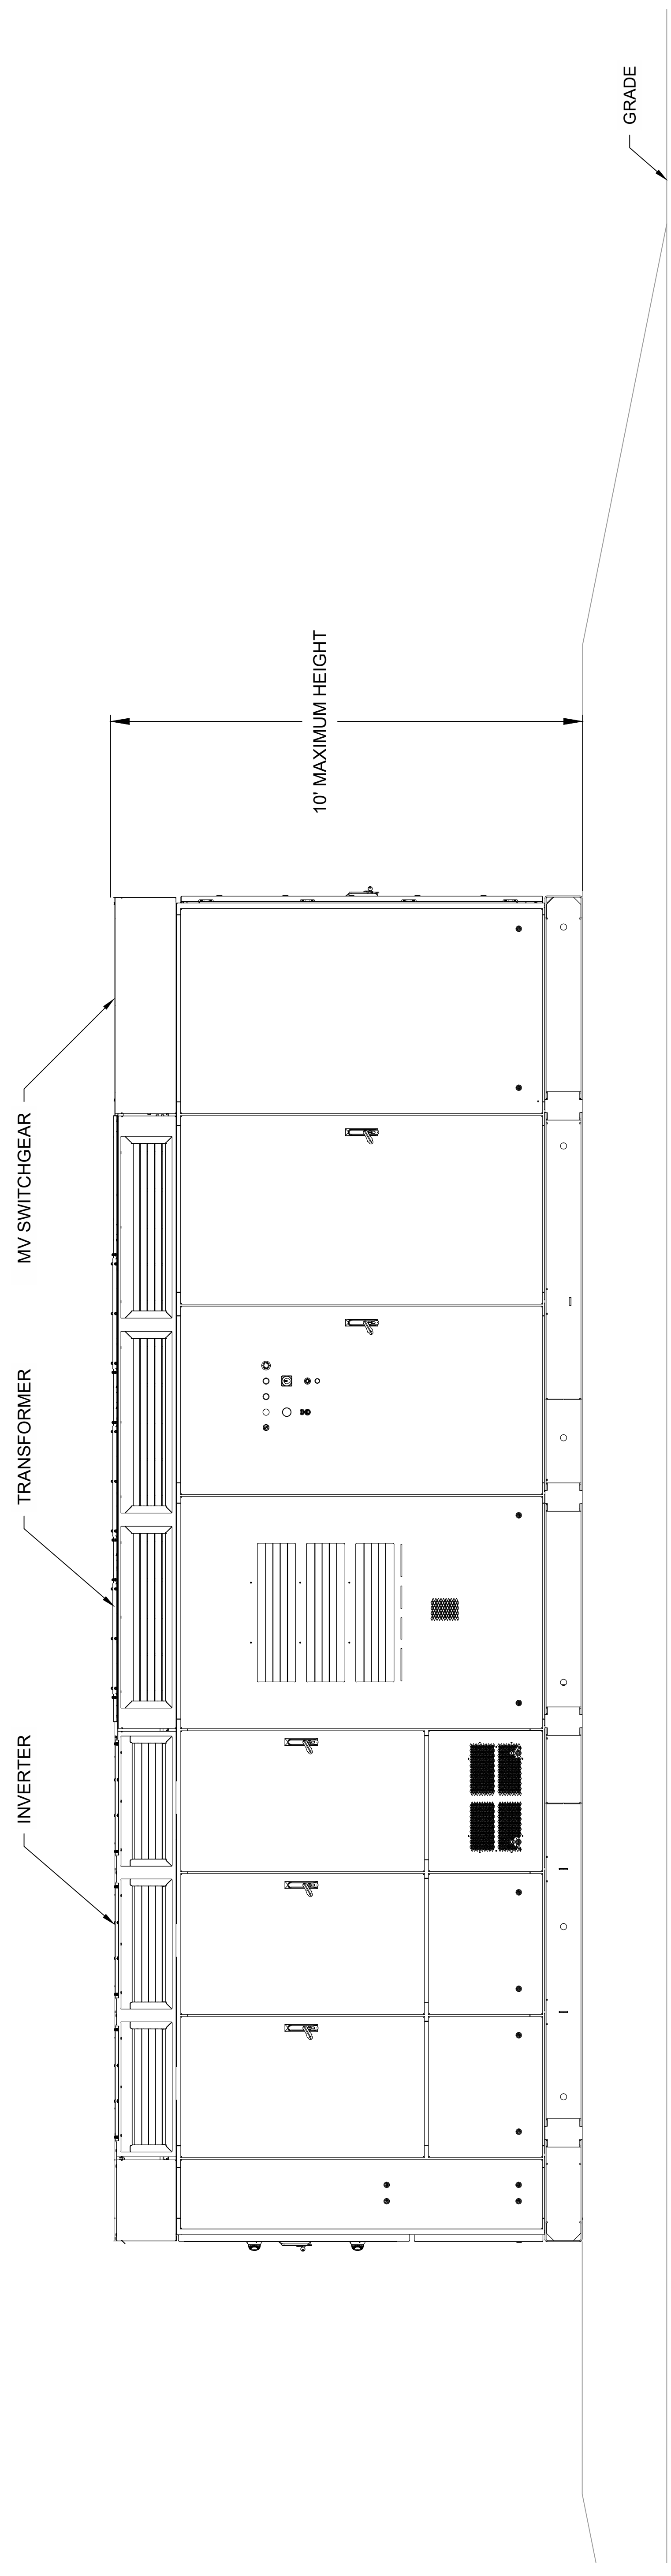 INVERTER
TRANSFORMER
MV SWITCHGEAR
10' MAXIMUM HEIGHT
GRADE